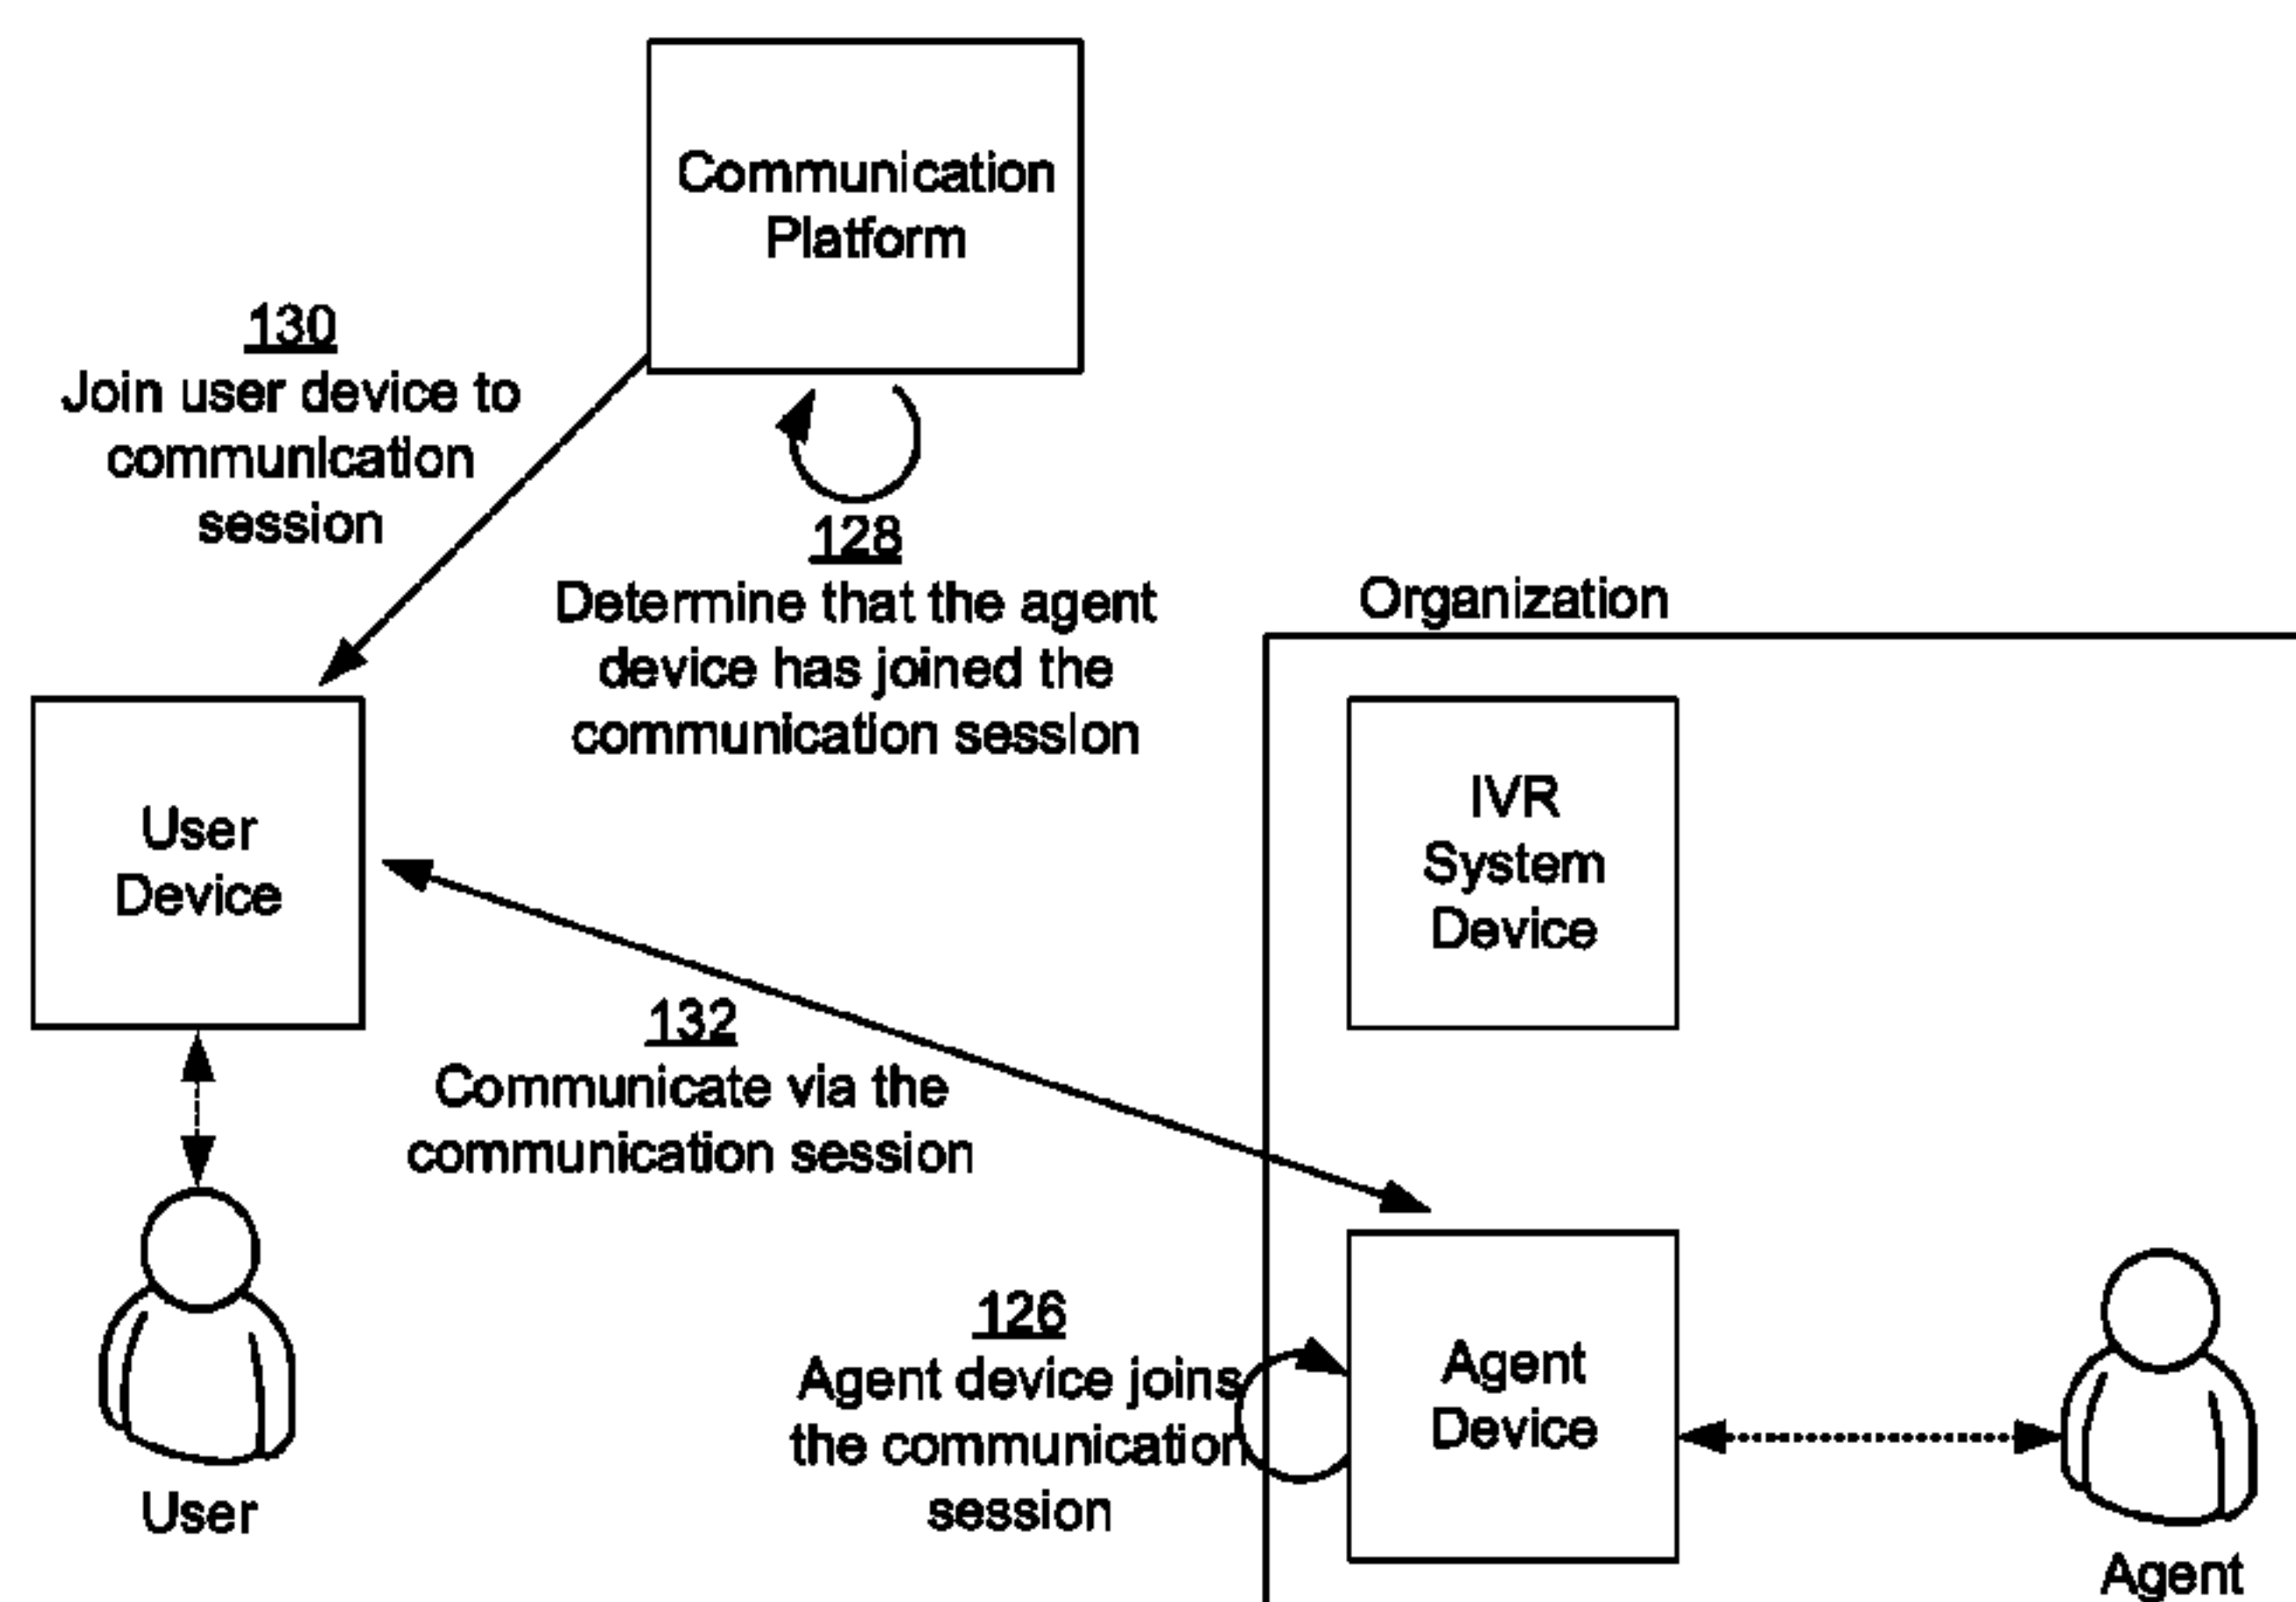 Communication
Platform
130
Join user device to
communication
session
128
Determine that the agent
device has joined the
communication session
Organization
User
Device
IVR
System
Device
132
Communicate via the
communication session
126
Agent device joins
the communication
session
Agent
Device
User
Agent